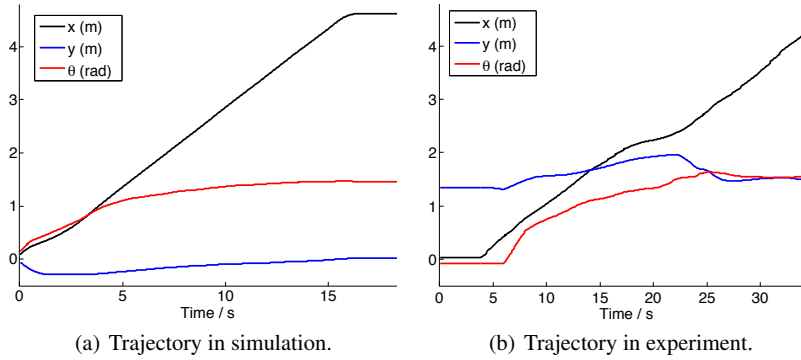 x (m)
y (m)
θ (rad)
4
3
2
1
0
0 5 10 15
Time / s
(a) Trajectory in simulation.
x (m)
y (m)
θ (rad)
4
3
2
1
0
0 5 10 15 20 25 30
Time / s
(b) Trajectory in experiment.